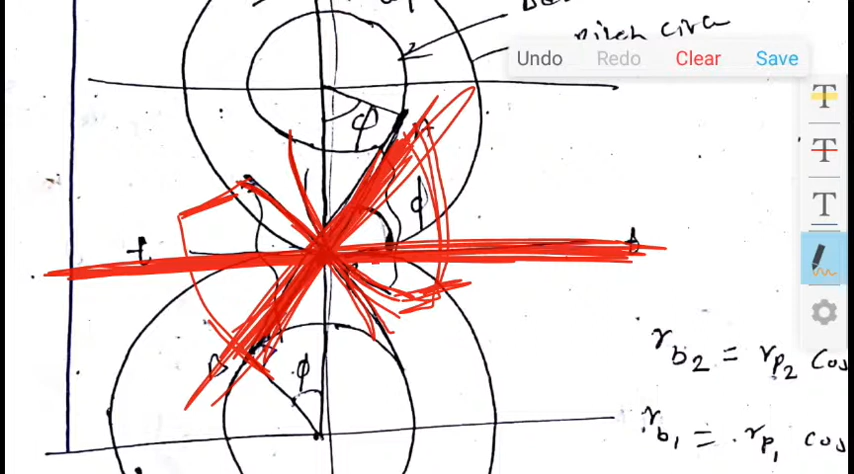 Pitch Circ
Undo Redo Clear Save
T
T
T
φ
A
φ
t t
B
φ
r_b2 = r_p2 cos
r_b1 = r_p1 cos